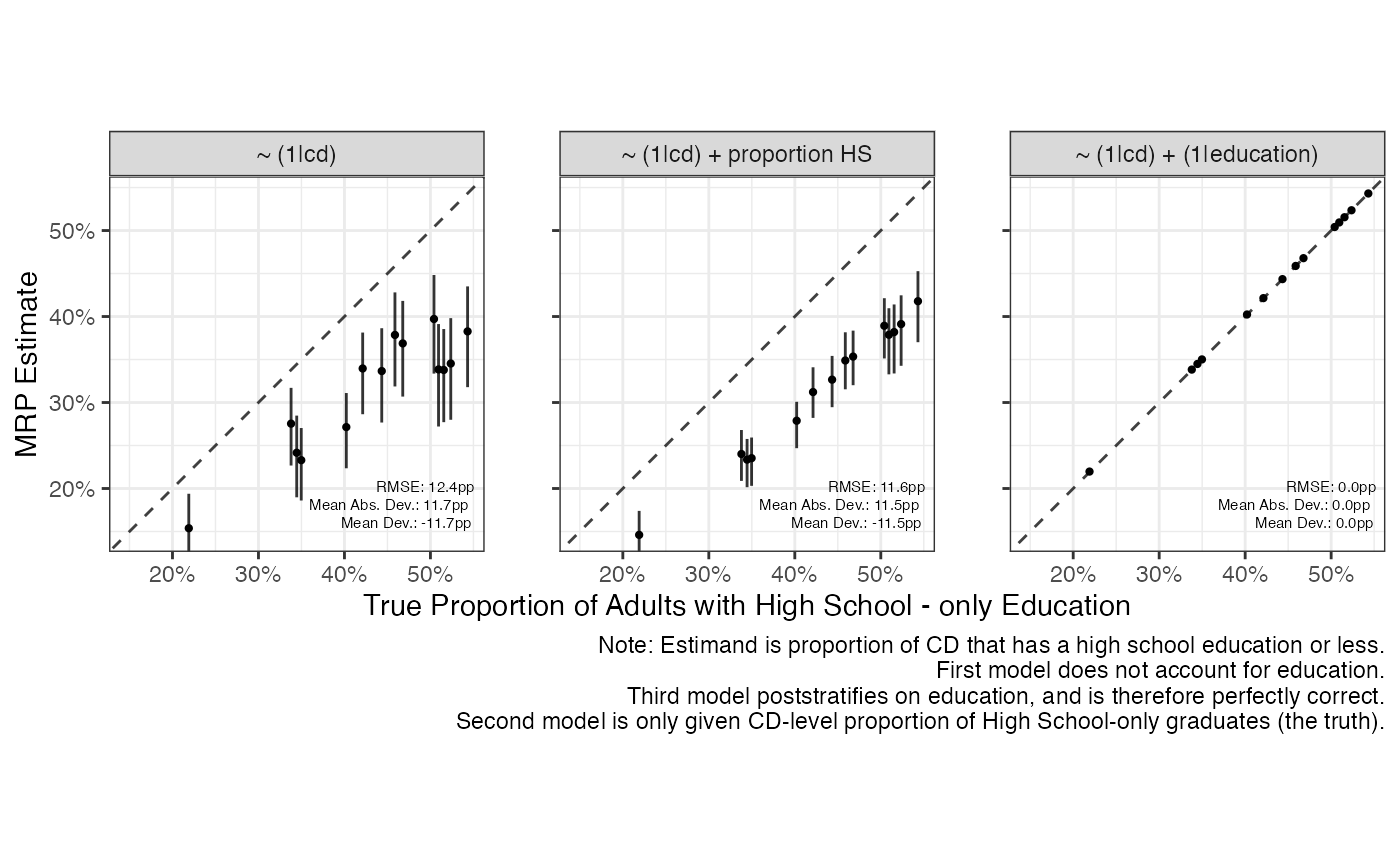 ~ (1|cd)
~ (1|cd) + proportion HS
~ (1|cd) + (1|education)
50%
40%
30%
20%
MRP Estimate
RMSE: 12.4pp
Mean Abs. Dev.: 11.7pp
Mean Dev.: -11.7pp
RMSE: 11.6pp
Mean Abs. Dev.: 11.5pp
Mean Dev.: -11.5pp
RMSE: 0.0pp
Mean Abs. Dev.: 0.0pp
Mean Dev.: 0.0pp
20% 30% 40% 50%
20% 30% 40% 50%
20% 30% 40% 50%
True Proportion of Adults with High School - only Education
Note: Estimand is proportion of CD that has a high school education or less.
First model does not account for education.
Third model poststratifies on education, and is therefore perfectly correct.
Second model is only given CD-level proportion of High School-only graduates (the truth).